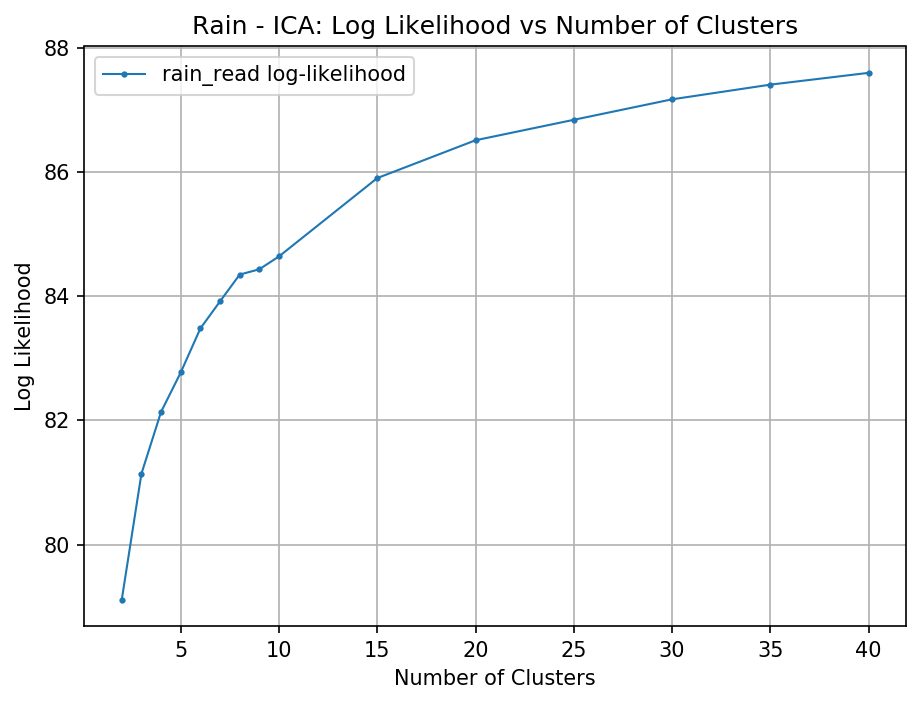 Rain - ICA: Log Likelihood vs Number of Clusters
rain_read log-likelihood
Log Likelihood
88
86
84
82
80
5 10 15 20 25 30 35 40
Number of Clusters